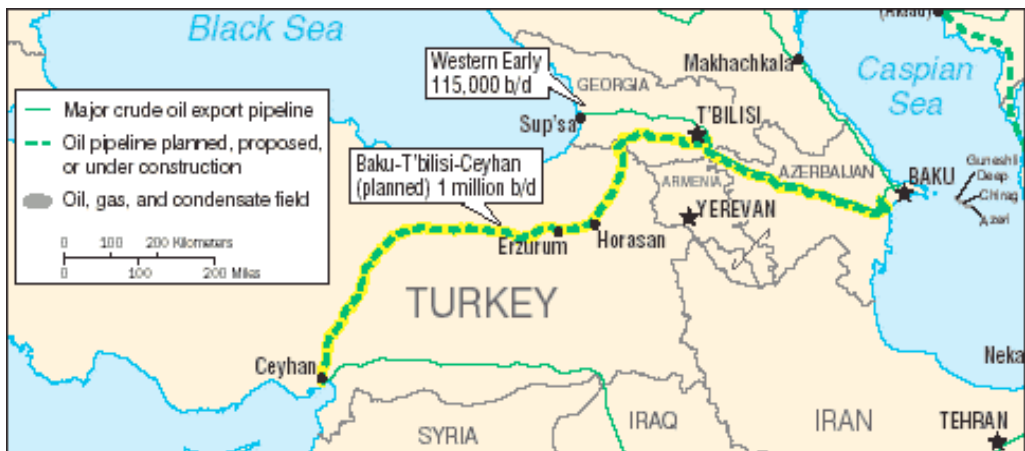 Black Sea
(Aktau)
Western Early
115,000 b/d
Makhachkala
Caspian
Sea
GEORGIA
Major crude oil export pipeline
Oil pipeline planned, proposed,
or under construction
Oil, gas, and condensate field
0 100 200 Kilometers
0 100 200 Miles
Sup'sa
T'BILISI
Baku-T'bilisi-Ceyhan
(planned) 1 million b/d
AZERBAIJAN
ARMENIA
BAKU
Guneshli
Deep
Chirag
Azeri
YEREVAN
Erzurum
Horasan
TURKEY
Ceyhan
Neka
SYRIA
IRAQ
IRAN
TEHRAN